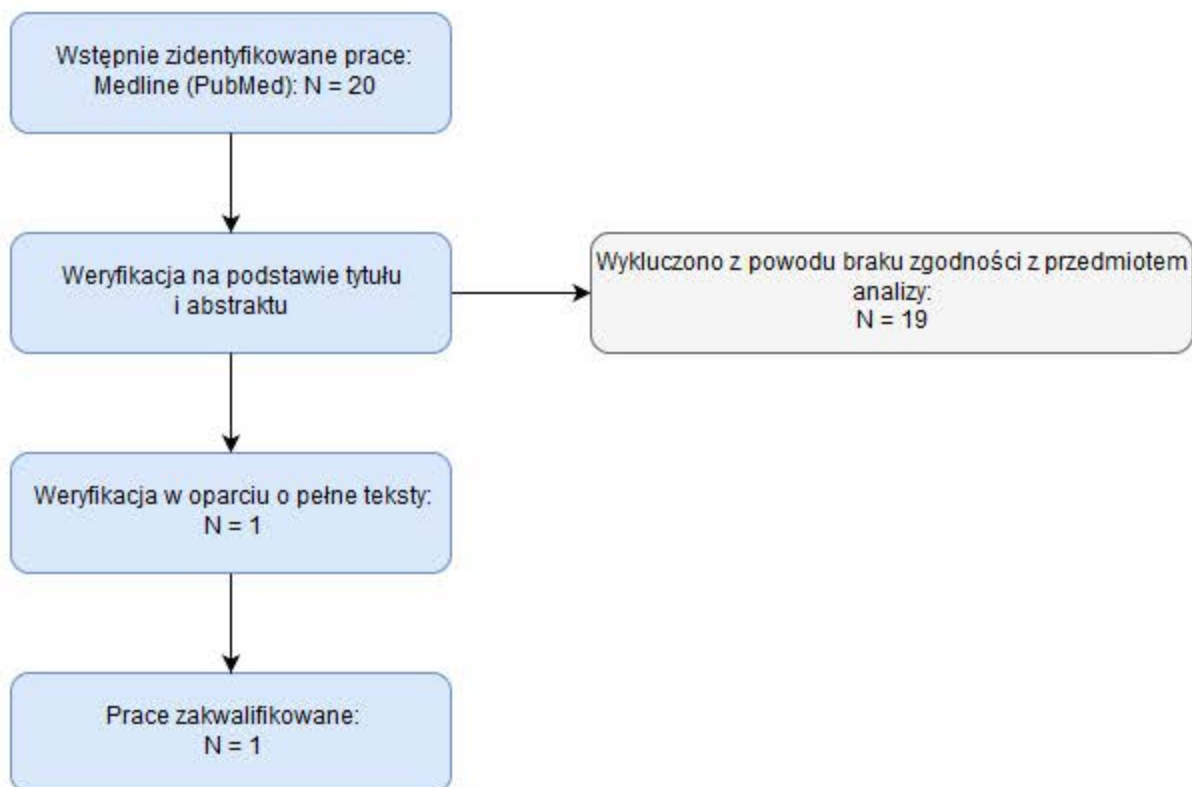 Wstępnie zidentyfikowane prace:
Medline (PubMed): N = 20
Weryfikacja na podstawie tytułu
i abstraktu
Wykluczono z powodu braku zgodności z przedmiotem
analizy:
N = 19
Weryfikacja w oparciu o pełne teksty:
N = 1
Prace zakwalifikowane:
N = 1